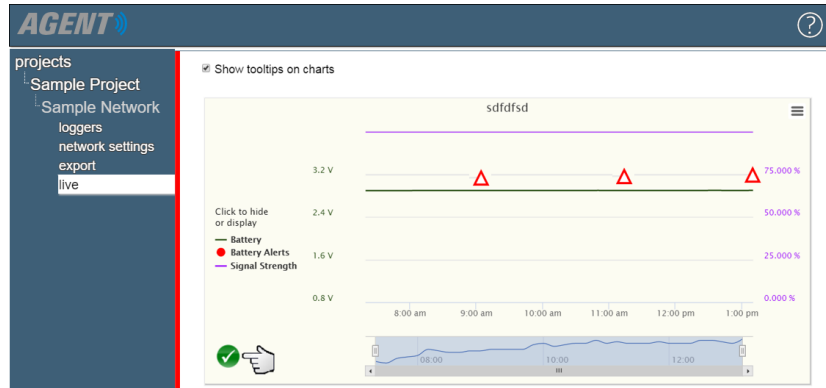 AGENT
?
projects
Sample Project
Sample Network
loggers
network settings
export
live
Show tooltips on charts
sdfdfsd
3.2 V
2.4 V
1.6 V
0.8 V
75.000 %
50.000 %
25.000 %
0.000 %
Click to hide
or display
Battery
Battery Alerts
Signal Strength
8:00 am 9:00 am 10:00 am 11:00 am 12:00 pm 1:00 pm
08:00 10:00 12:00